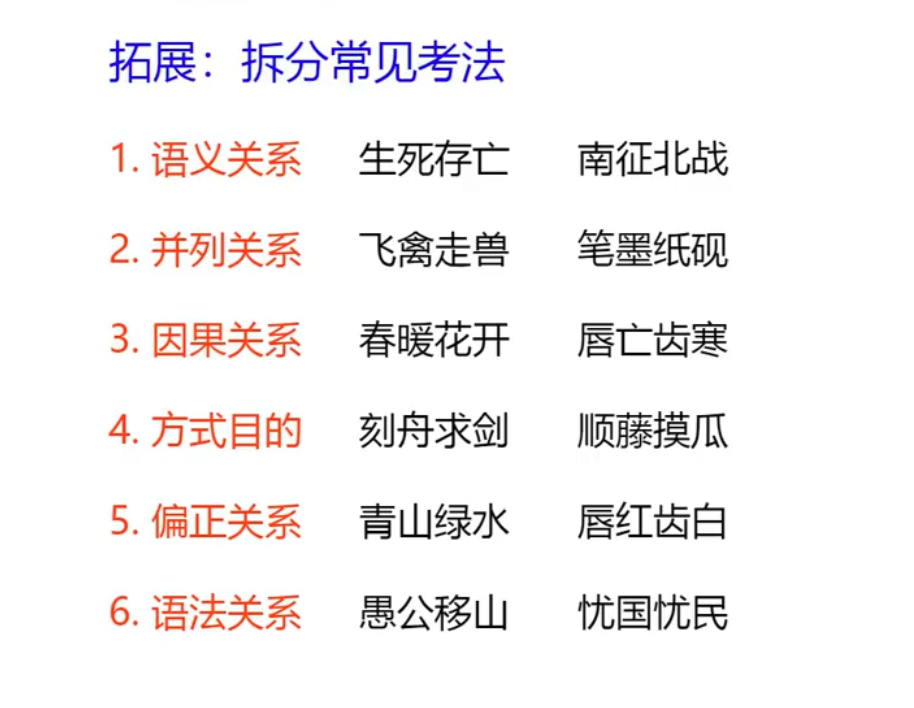 拓展：拆分常见考法
1. 语义关系 生死存亡 南征北战
2. 并列关系 飞禽走兽 笔墨纸砚
3. 因果关系 春暖花开 唇亡齿寒
4. 方式目的 刻舟求剑 顺藤摸瓜
5. 偏正关系 青山绿水 唇红齿白
6. 语法关系 愚公移山 忧国忧民